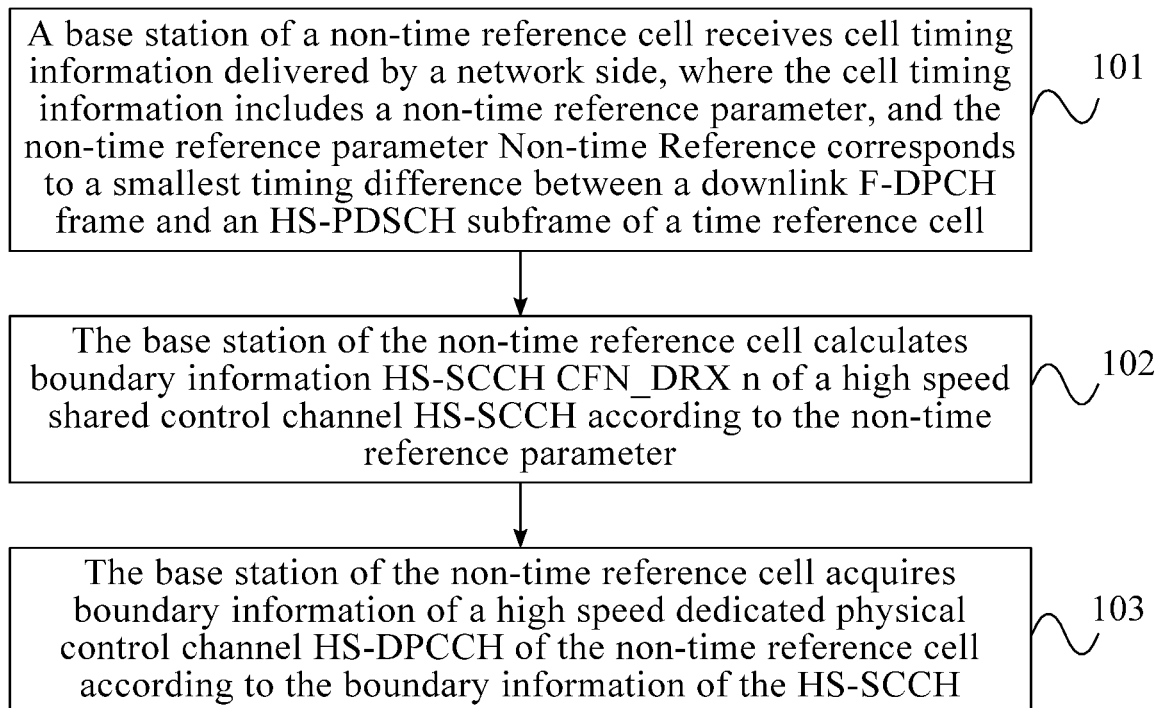 A base station of a non-time reference cell receives cell timing
information delivered by a network side, where the cell timing
information includes a non-time reference parameter, and the
non-time reference parameter Non-time Reference corresponds
to a smallest timing difference between a downlink F-DPCH
frame and an HS-PDSCH subframe of a time reference cell
101
The base station of the non-time reference cell calculates
boundary information HS-SCCH CFN_DRX n of a high speed
shared control channel HS-SCCH according to the non-time
reference parameter
102
The base station of the non-time reference cell acquires
boundary information of a high speed dedicated physical
control channel HS-DPCCH of the non-time reference cell
according to the boundary information of the HS-SCCH
103